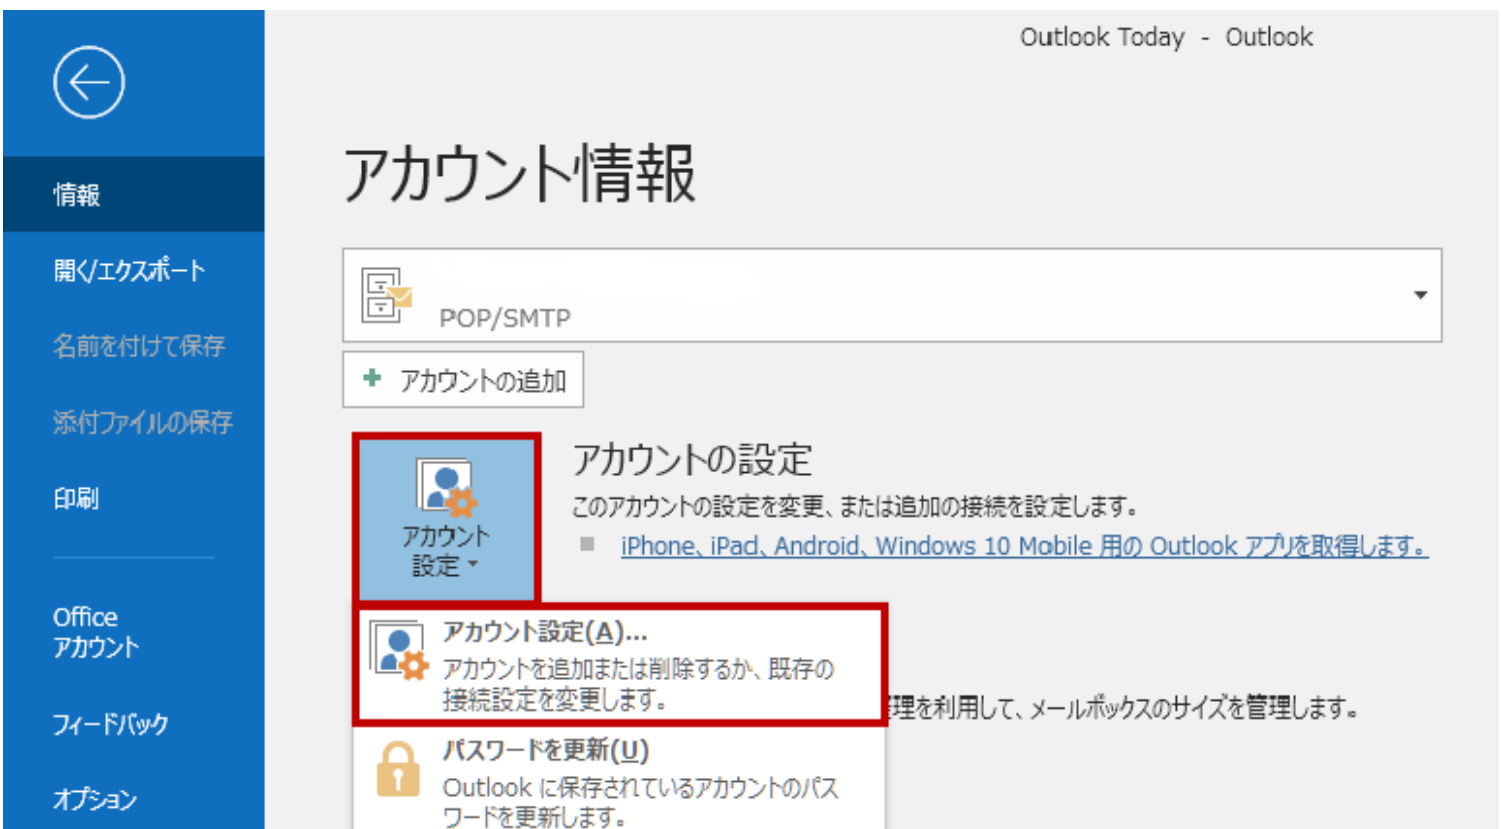 Outlook Today - Outlook
アカウント情報
情報
開く/エクスポート
名前を付けて保存
添付ファイルの保存
印刷
Office
アカウント
フィードバック
オプション
POP/SMTP
アカウントの追加
アカウント
設定
アカウントの設定
このアカウントの設定を変更、または追加の接続を設定します。
iPhone、iPad、Android、Windows 10 Mobile 用の Outlook アプリを取得します。
アカウント設定(A)...
アカウントを追加または削除するか、既存の
接続設定を変更します。
理を利用して、メールボックスのサイズを管理します。
パスワードを更新(U)
Outlook に保存されているアカウントのパス
ワードを更新します。